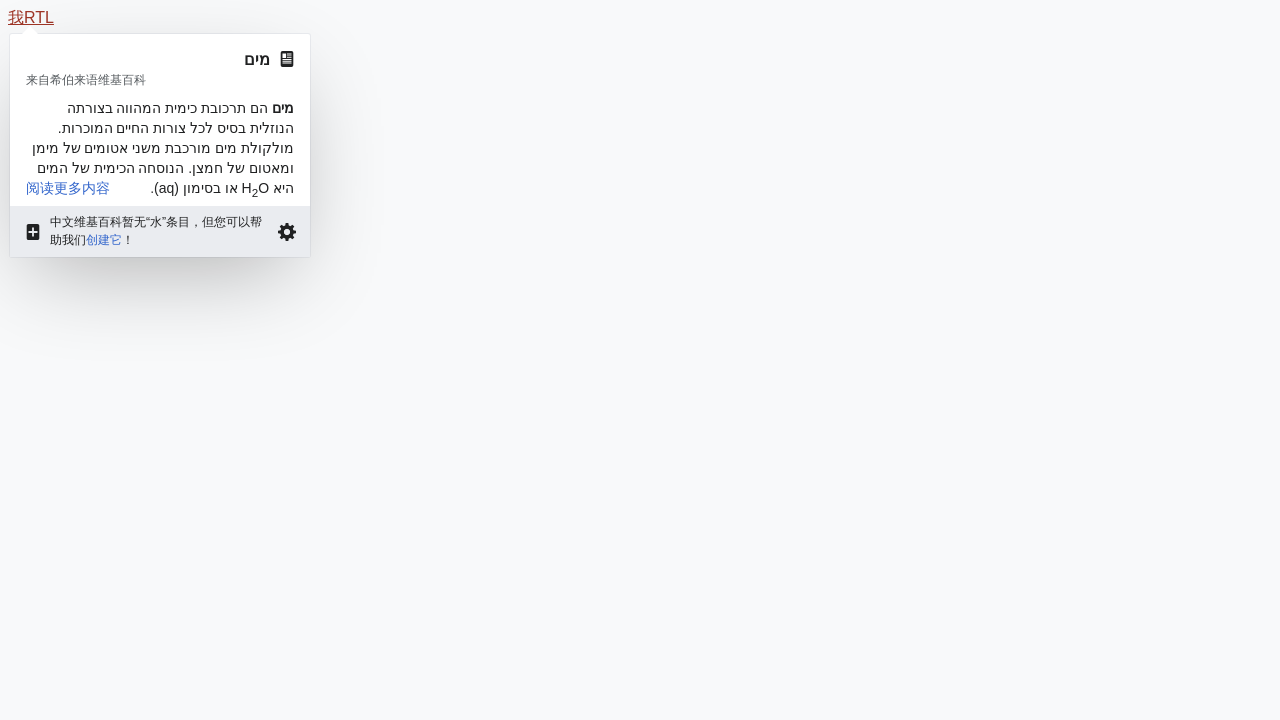 我RTL
מים
来自希伯来语维基百科
מים הם תרכובת כימית המהווה בצורתה
הנוזלית בסיס לכל צורות החיים המוכרות.
מולקולת מים מורכבת משני אטומים של מימן
ומאטום של חמצן. הנוסחה הכימית של המים
היא H₂O או בסימון (aq).
阅读更多内容
中文维基百科暂无“水”条目，但您可以帮
助我们创建它！